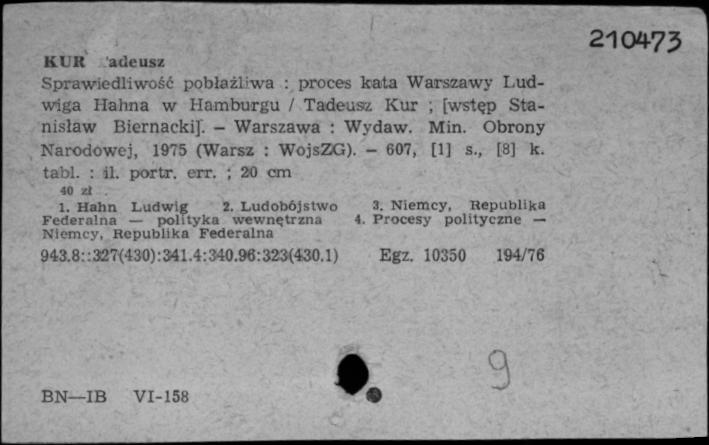 210473
KUR Tadeusz
Sprawiedliwość pobłażliwa : proces kata Warszawy Lud-
wiga Hahna w Hamburgu / Tadeusz Kur ; [wstęp Sta-
nisław Biernacki]. — Warszawa : Wydaw. Min. Obrony
Narodowej, 1975 (Warsz : WojsZG). — 607, [1] s., [8] k.
tabl. : il. portr. err. ; 20 cm
40 zł
1. Hahn Ludwig 2. Ludobójstwo 3. Niemcy, Republika
Federalna — polityka wewnętrzna 4. Procesy polityczne —
Niemcy, Republika Federalna
943.8::327(430):341.4:340.96:323(430.1) Egz. 10350 194/76
9
BN—IB VI-158